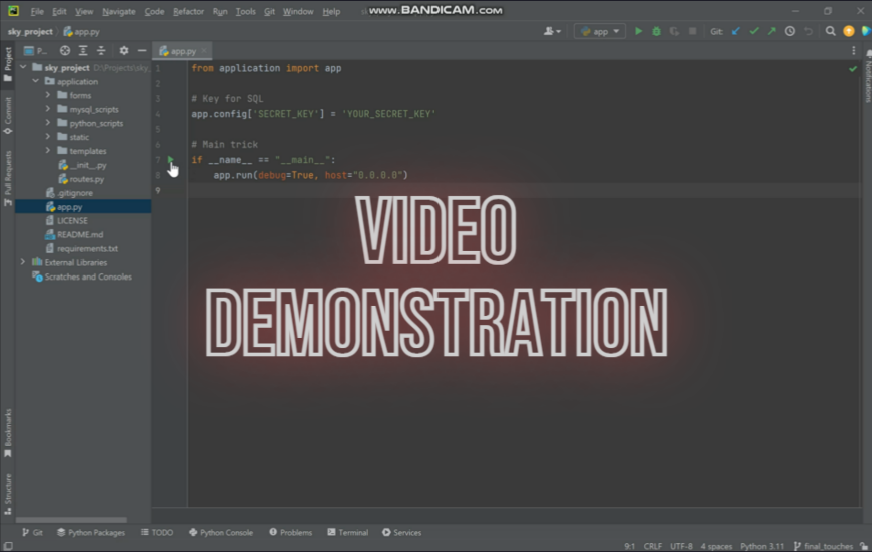 File Edit View Navigate Code Refactor Run Tools Git Window Help
www.BANDICAM.com
sky_project app.py
app
Git:
Project
P...
app.py
sky_project D:\Projects\sky_
application
forms
mysql_scripts
python_scripts
static
templates
__init__.py
routes.py
.gitignore
app.py
LICENSE
README.md
requirements.txt
External Libraries
Scratches and Consoles
Commit
Pull Requests
Bookmarks
Structure
1 from application import app
2
3 # Key for SQL
4 app.config['SECRET_KEY'] = 'YOUR_SECRET_KEY'
5
6 # Main trick
7 if __name__ == "__main__":
8 app.run(debug=True, host="0.0.0.0")
9
VIDEO
DEMONSTRATION
Notifications
Git Python Packages TODO Python Console Problems Terminal Services
9:1 CRLF UTF-8 4 spaces Python 3.11 final_touches